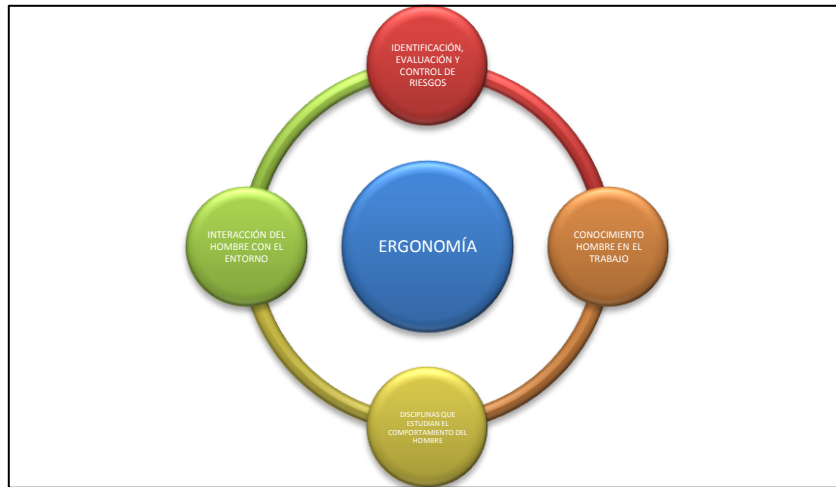 IDENTIFICACIÓN,
EVALUACIÓN Y
CONTROL DE
RIESGOS
INTERACCIÓN DEL
HOMBRE CON EL
ENTORNO
ERGONOMÍA
CONOCIMIENTO
HOMBRE EN EL
TRABAJO
DISCIPLINAS QUE
ESTUDIAN EL
COMPORTAMIENTO DEL
HOMBRE